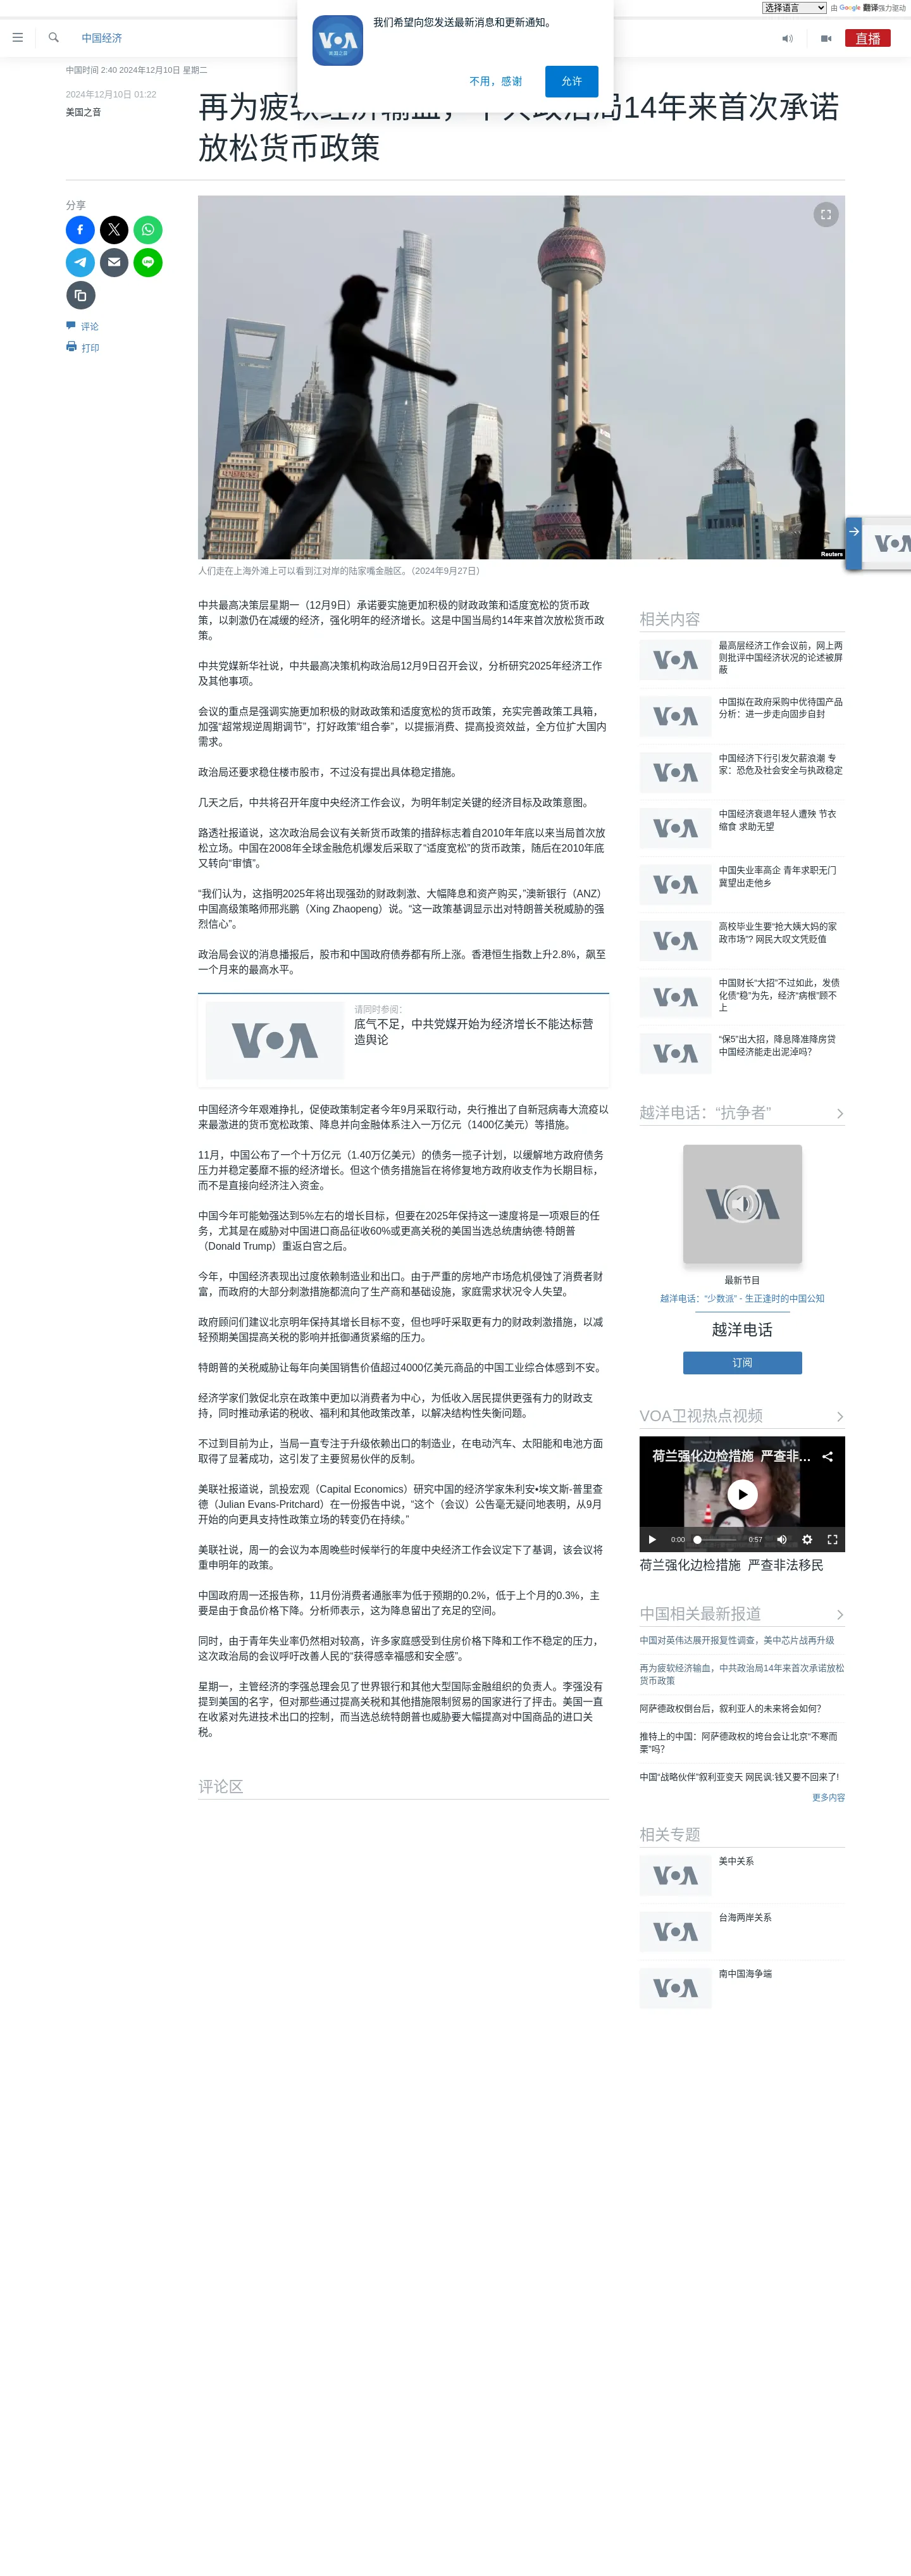 选择语言
由 Google 翻译强力驱动
中国经济
直播
VOA
美国之音
我们希望向您发送最新消息和更新通知。
不用，感谢
允许
中国时间 2:40 2024年12月10日 星期二
2024年12月10日 01:22
美国之音
再为疲软经济输血，中共政治局14年来首次承诺
放松货币政策
分享
评论
打印
Reuters
人们走在上海外滩上可以看到江对岸的陆家嘴金融区。（2024年9月27日）
中共最高决策层星期一（12月9日）承诺要实施更加积极的财政政策和适度宽松的货币政
策，以刺激仍在减缓的经济，强化明年的经济增长。这是中国当局约14年来首次放松货币政
策。
中共党媒新华社说，中共最高决策机构政治局12月9日召开会议，分析研究2025年经济工作
及其他事项。
会议的重点是强调实施更加积极的财政政策和适度宽松的货币政策，充实完善政策工具箱，
加强“超常规逆周期调节”，打好政策“组合拳”，以提振消费、提高投资效益，全方位扩大国内
需求。
政治局还要求稳住楼市股市，不过没有提出具体稳定措施。
几天之后，中共将召开年度中央经济工作会议，为明年制定关键的经济目标及政策意图。
路透社报道说，这次政治局会议有关新货币政策的措辞标志着自2010年年底以来当局首次放
松立场。中国在2008年全球金融危机爆发后采取了“适度宽松”的货币政策，随后在2010年底
又转向“审慎”。
“我们认为，这指明2025年将出现强劲的财政刺激、大幅降息和资产购买，”澳新银行（ANZ）
中国高级策略师邢兆鹏（Xing Zhaopeng）说。“这一政策基调显示出对特朗普关税威胁的强
烈信心”。
政治局会议的消息播报后，股市和中国政府债券都有所上涨。香港恒生指数上升2.8%，飙至
一个月来的最高水平。
VOA
请同时参阅：
底气不足，中共党媒开始为经济增长不能达标营
造舆论
中国经济今年艰难挣扎，促使政策制定者今年9月采取行动，央行推出了自新冠病毒大流疫以
来最激进的货币宽松政策、降息并向金融体系注入一万亿元（1400亿美元）等措施。
11月，中国公布了一个十万亿元（1.40万亿美元）的债务一揽子计划，以缓解地方政府债务
压力并稳定萎靡不振的经济增长。但这个债务措施旨在将修复地方政府收支作为长期目标，
而不是直接向经济注入资金。
中国今年可能勉强达到5%左右的增长目标，但要在2025年保持这一速度将是一项艰巨的任
务，尤其是在威胁对中国进口商品征收60%或更高关税的美国当选总统唐纳德·特朗普
（Donald Trump）重返白宫之后。
今年，中国经济表现出过度依赖制造业和出口。由于严重的房地产市场危机侵蚀了消费者财
富，而政府的大部分刺激措施都流向了生产商和基础设施，家庭需求状况令人失望。
政府顾问们建议北京明年保持其增长目标不变，但也呼吁采取更有力的财政刺激措施，以减
轻预期美国提高关税的影响并抵御通货紧缩的压力。
特朗普的关税威胁让每年向美国销售价值超过4000亿美元商品的中国工业综合体感到不安。
经济学家们敦促北京在政策中更加以消费者为中心，为低收入居民提供更强有力的财政支
持，同时推动承诺的税收、福利和其他政策改革，以解决结构性失衡问题。
不过到目前为止，当局一直专注于升级依赖出口的制造业，在电动汽车、太阳能和电池方面
取得了显著成功，这引发了主要贸易伙伴的反制。
美联社报道说，凯投宏观（Capital Economics）研究中国的经济学家朱利安•埃文斯-普里查
德（Julian Evans-Pritchard）在一份报告中说，“这个（会议）公告毫无疑问地表明，从9月
开始的向更具支持性政策立场的转变仍在持续。”
美联社说，周一的会议为本周晚些时候举行的年度中央经济工作会议定下了基调，该会议将
重申明年的政策。
中国政府周一还报告称，11月份消费者通胀率为低于预期的0.2%，低于上个月的0.3%，主
要是由于食品价格下降。分析师表示，这为降息留出了充足的空间。
同时，由于青年失业率仍然相对较高，许多家庭感受到住房价格下降和工作不稳定的压力，
这次政治局的会议呼吁改善人民的“获得感幸福感和安全感”。
星期一，主管经济的李强总理会见了世界银行和其他大型国际金融组织的负责人。李强没有
提到美国的名字，但对那些通过提高关税和其他措施限制贸易的国家进行了抨击。美国一直
在收紧对先进技术出口的控制，而当选总统特朗普也威胁要大幅提高对中国商品的进口关
税。
评论区
相关内容
VOA
最高层经济工作会议前，网上两
则批评中国经济状况的论述被屏
蔽
VOA
中国拟在政府采购中优待国产品
分析：进一步走向固步自封
VOA
中国经济下行引发欠薪浪潮 专
家：恐危及社会安全与执政稳定
VOA
中国经济衰退年轻人遭殃 节衣
缩食 求助无望
VOA
中国失业率高企 青年求职无门
冀望出走他乡
VOA
高校毕业生要“抢大姨大妈的家
政市场”? 网民大叹文凭贬值
VOA
中国财长“大招”不过如此，发债
化债“稳”为先，经济“病根”顾不
上
VOA
“保5”出大招，降息降准降房贷
中国经济能走出泥淖吗？
越洋电话：“抗争者”
VOA
最新节目
越洋电话：“少数派” - 生正逢时的中国公知
越洋电话
订阅
VOA卫视热点视频
荷兰强化边检措施 严查非...
0:00
0:57
荷兰强化边检措施 严查非法移民
中国相关最新报道
中国对英伟达展开报复性调查，美中芯片战再升级
再为疲软经济输血，中共政治局14年来首次承诺放松
货币政策
阿萨德政权倒台后，叙利亚人的未来将会如何？
推特上的中国：阿萨德政权的垮台会让北京“不寒而
栗”吗？
中国“战略伙伴”叙利亚变天 网民讽:钱又要不回来了!
更多内容
相关专题
VOA
美中关系
VOA
台海两岸关系
VOA
南中国海争端